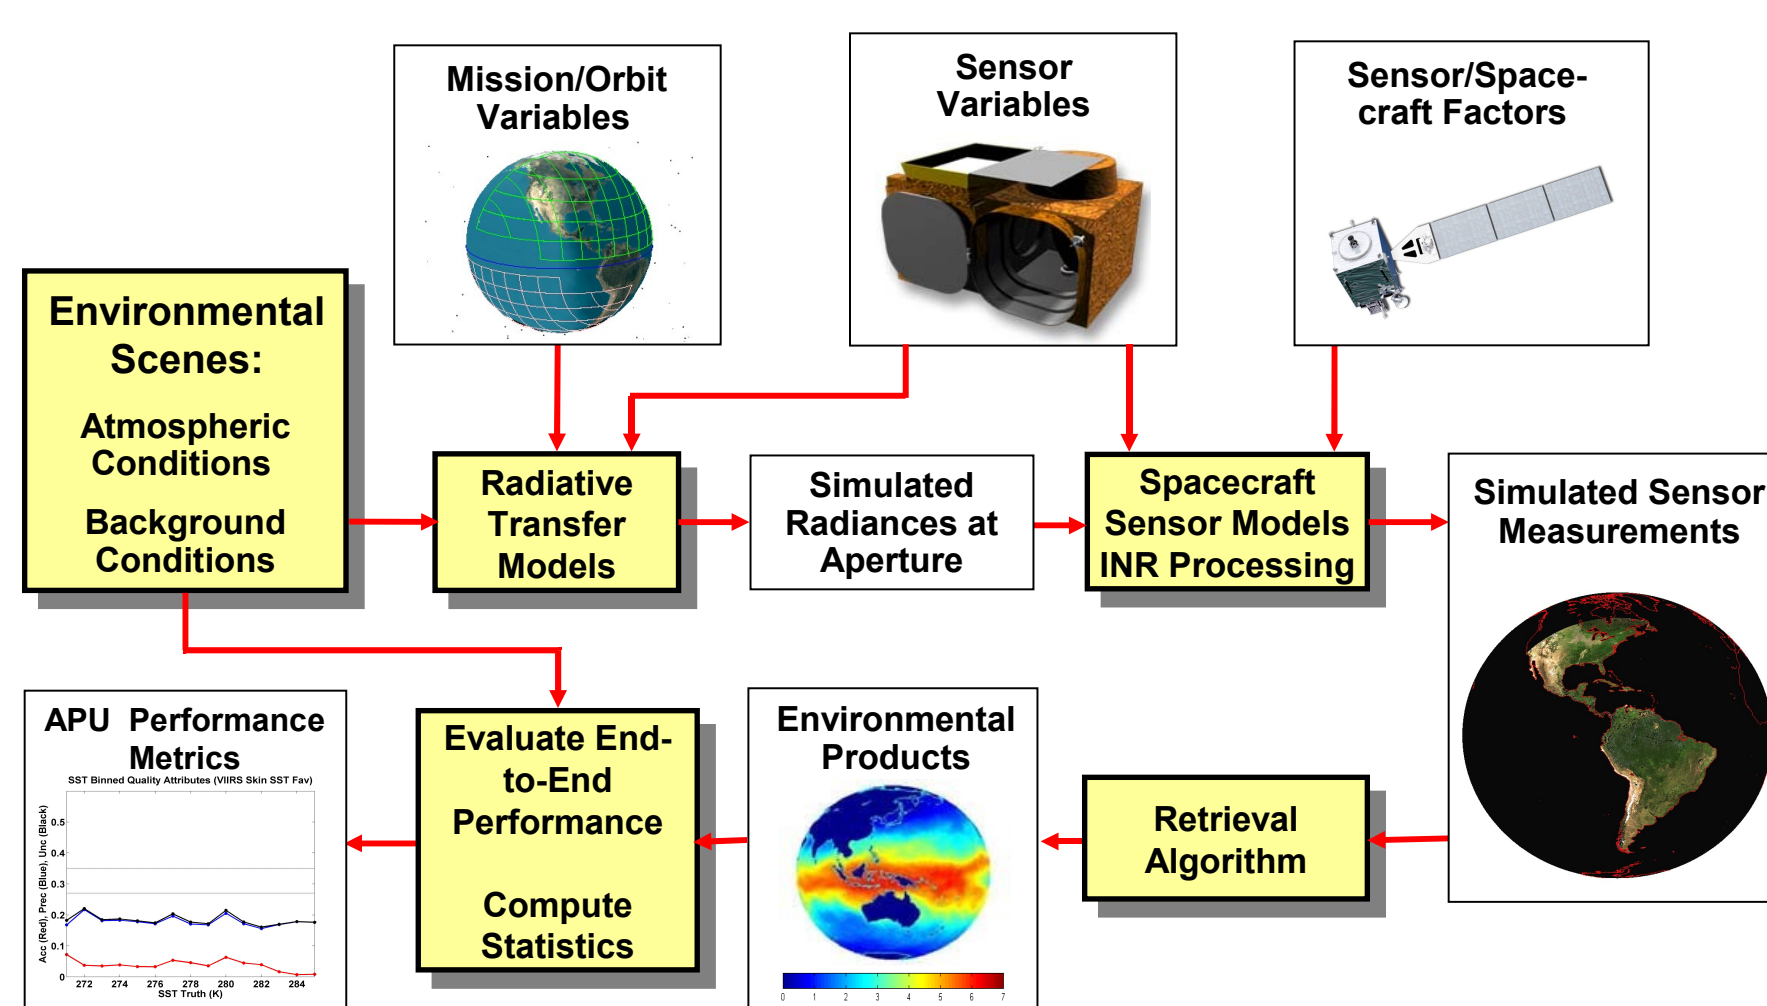 Mission/Orbit
Variables
Sensor
Variables
Sensor/Space-
craft Factors
Environmental
Scenes:
Atmospheric
Conditions
Background
Conditions
Radiative
Transfer
Models
Simulated
Radiances at
Aperture
Spacecraft
Sensor Models
INR Processing
Simulated Sensor
Measurements
APU Performance
Metrics
SST Binned Quality Attributes (VIIRS Skin SST Fav)
Acc (Red), Prec (Blue), Unc (Black)
0.5
0.4
0.3
0.2
0.1
0
272 274 276 278 280 282 284
SST Truth (K)
Evaluate End-
to-End
Performance
Compute
Statistics
Environmental
Products
0 1 2 3 4 5 6 7
Retrieval
Algorithm